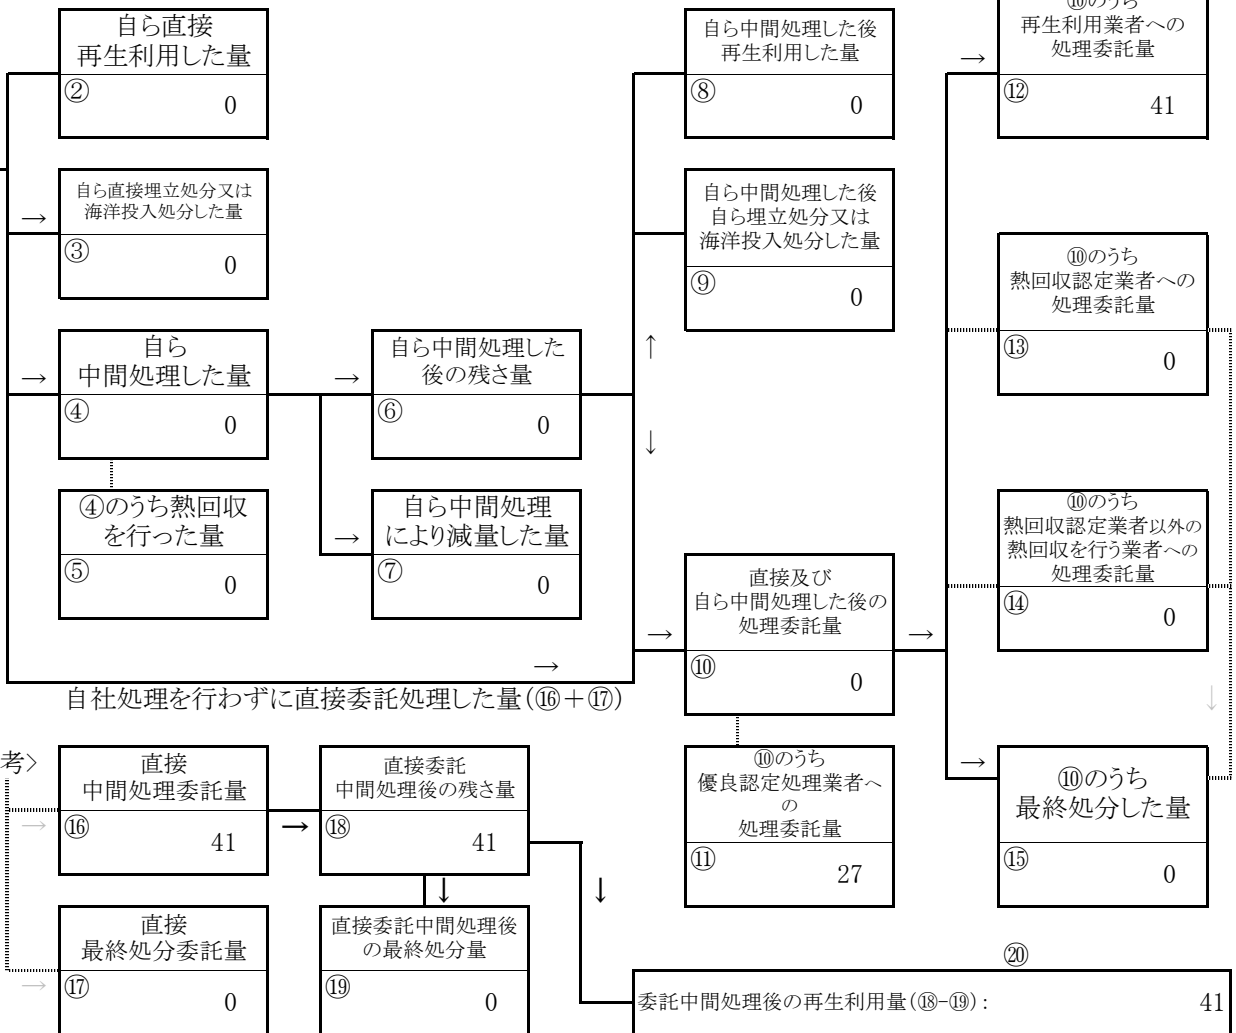 自ら直接
再生利用した量
②
0
自ら直接埋立処分又は
海洋投入処分した量
→
③
0
自ら
中間処理した量
→
④
0
④のうち熱回収
を行った量
⑤
0
→
自ら中間処理した
後の残さ量
⑥
0
→
自ら中間処理
により減量した量
⑦
0
自ら中間処理した後
再生利用した量
⑧
0
自ら中間処理した後
自ら埋立処分又は
海洋投入処分した量
⑨
0
↑
↓
→
自社処理を行わずに直接委託処理した量(⑯+⑰)
→
直接及び
自ら中間処理した後の
処理委託量
⑩
0
⑩のうち
優良認定処理業者へ
の
処理委託量
⑪
27
→
→
⑩のうち
再生利用業者への
処理委託量
⑫
41
⑩のうち
熱回収認定業者への
処理委託量
⑬
0
⑩のうち
熱回収認定業者以外の
熱回収を行う業者への
処理委託量
⑭
0
↓
→
⑩のうち
最終処分した量
⑮
0
考>
→
直接
中間処理委託量
⑯
41
→
直接委託
中間処理後の残さ量
⑱
41
↓
↓
→
直接
最終処分委託量
⑰
0
直接委託中間処理後
の最終処分量
⑲
0
⑳
委託中間処理後の再生利用量(⑱-⑲): 41